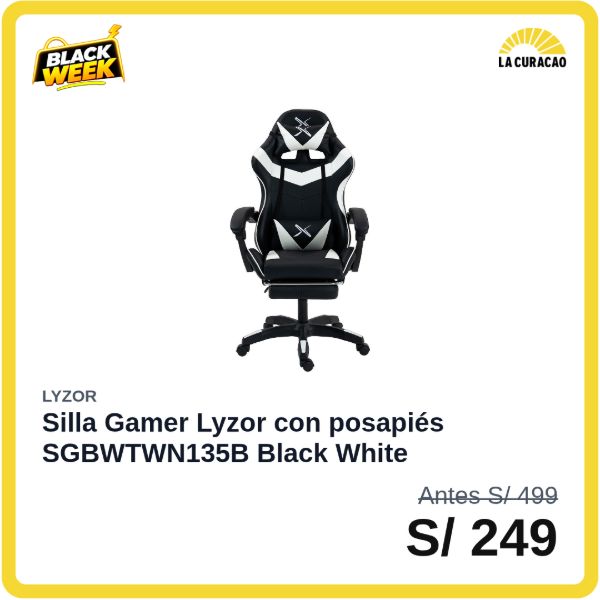 BLACK
WEEK
LA CURACAO
LYZOR
Silla Gamer Lyzor con posapiés
SGBWTWN135B Black White
Antes S/ 499
S/ 249